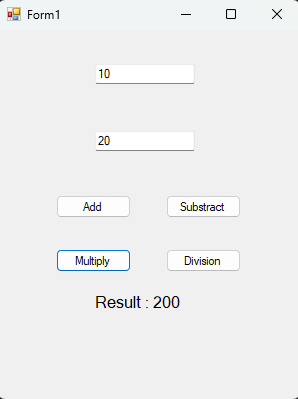 Form1
10
20
Add Substract
Multiply Division
Result : 200